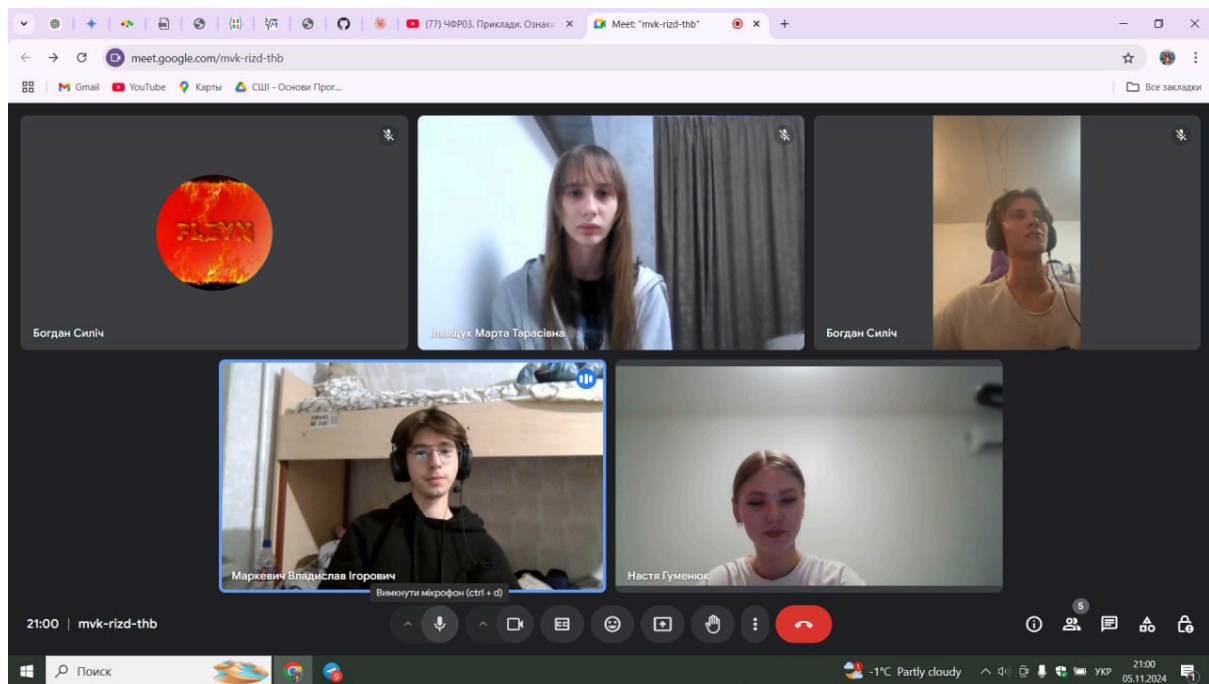 (77) ЧФР03. Приклади. Ознаки
Meet: "mvk-rizd-thb"
meet.google.com/mvk-rizd-thb
Gmail
YouTube
Карты
СШІ - Основи Прог...
Все закладки
FLEYN
Богдан Силіч
Марта Тарасівна
Богдан Силіч
Маркевич Владислав Ігорович
Настя Гуменюк
Вимкнути мікрофон (ctrl + d)
21:00 | mvk-rizd-thb
5
Поиск
-1°C Partly cloudy
УКР
21:00
05.11.2024